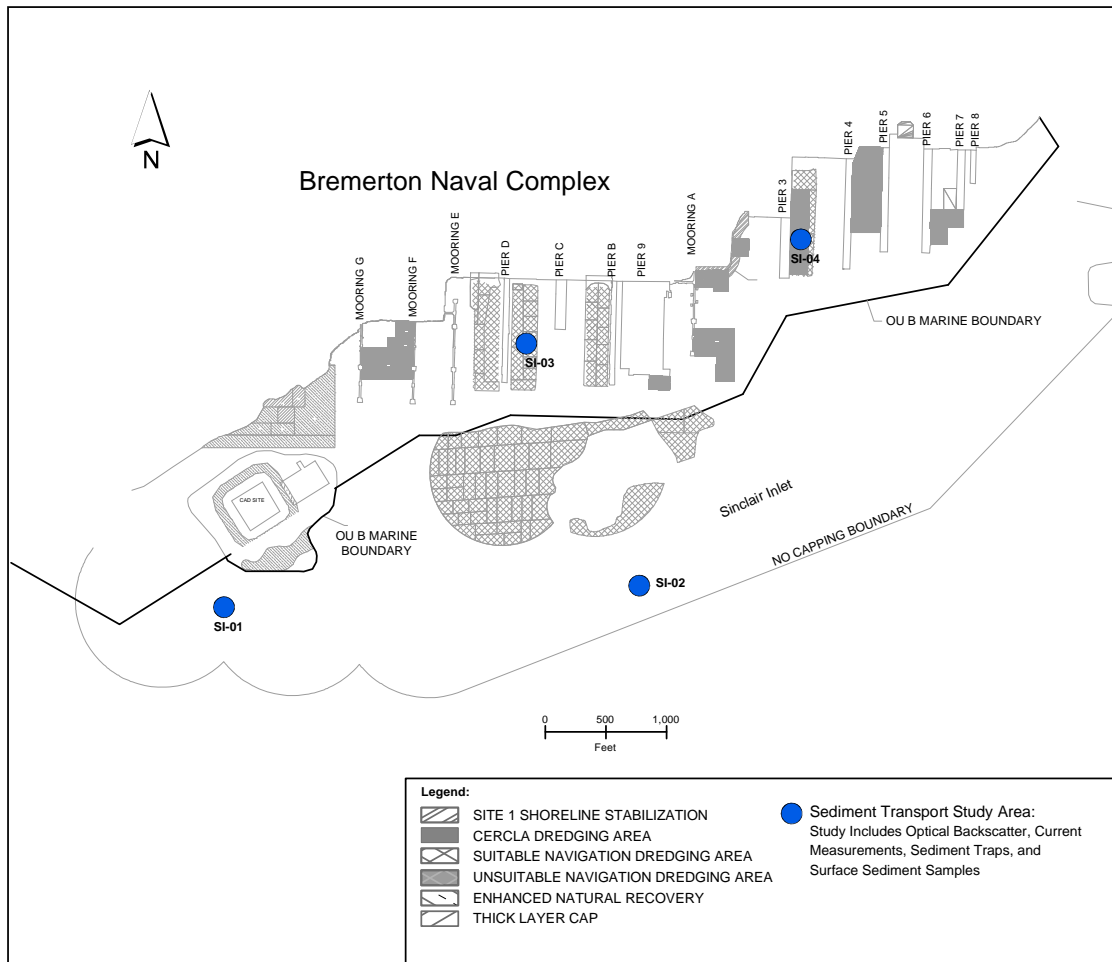 N
Bremerton Naval Complex
MOORING G
MOORING F
MOORING E
PIER D
PIER C
PIER B
PIER 9
MOORING A
PIER 3
PIER 4
PIER 5
PIER 6
PIER 7
PIER 8
SI-04
OU B MARINE BOUNDARY
SI-03
CAD SITE
Sinclair Inlet
OU B MARINE
BOUNDARY
NO CAPPING BOUNDARY
SI-02
SI-01
0 500 1,000
Feet
Legend:
SITE 1 SHORELINE STABILIZATION
CERCLA DREDGING AREA
SUITABLE NAVIGATION DREDGING AREA
UNSUITABLE NAVIGATION DREDGING AREA
ENHANCED NATURAL RECOVERY
THICK LAYER CAP
Sediment Transport Study Area:
Study Includes Optical Backscatter, Current
Measurements, Sediment Traps, and
Surface Sediment Samples